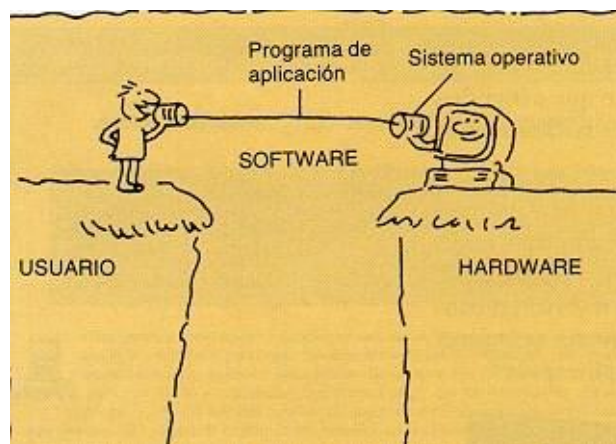 Programa de
aplicación
Sistema operativo
SOFTWARE
USUARIO
HARDWARE